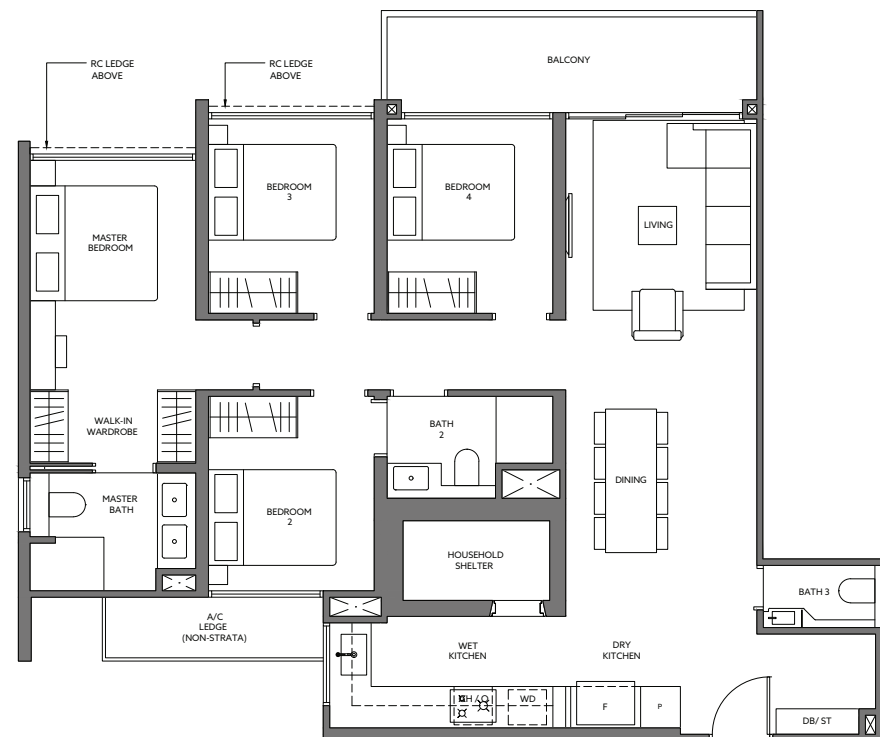 BALCONY
RC LEDGE
ABOVE
RC LEDGE
ABOVE
BEDROOM
3
BEDROOM
4
MASTER
BEDROOM
LIVING
WALK-IN
WARDROBE
BATH
2
MASTER
BATH
BEDROOM
2
DINING
HOUSEHOLD
SHELTER
BATH 3
A/C
LEDGE
(NON-STRATA)
WET
KITCHEN
DRY
KITCHEN
WD
F
P
DB/ ST